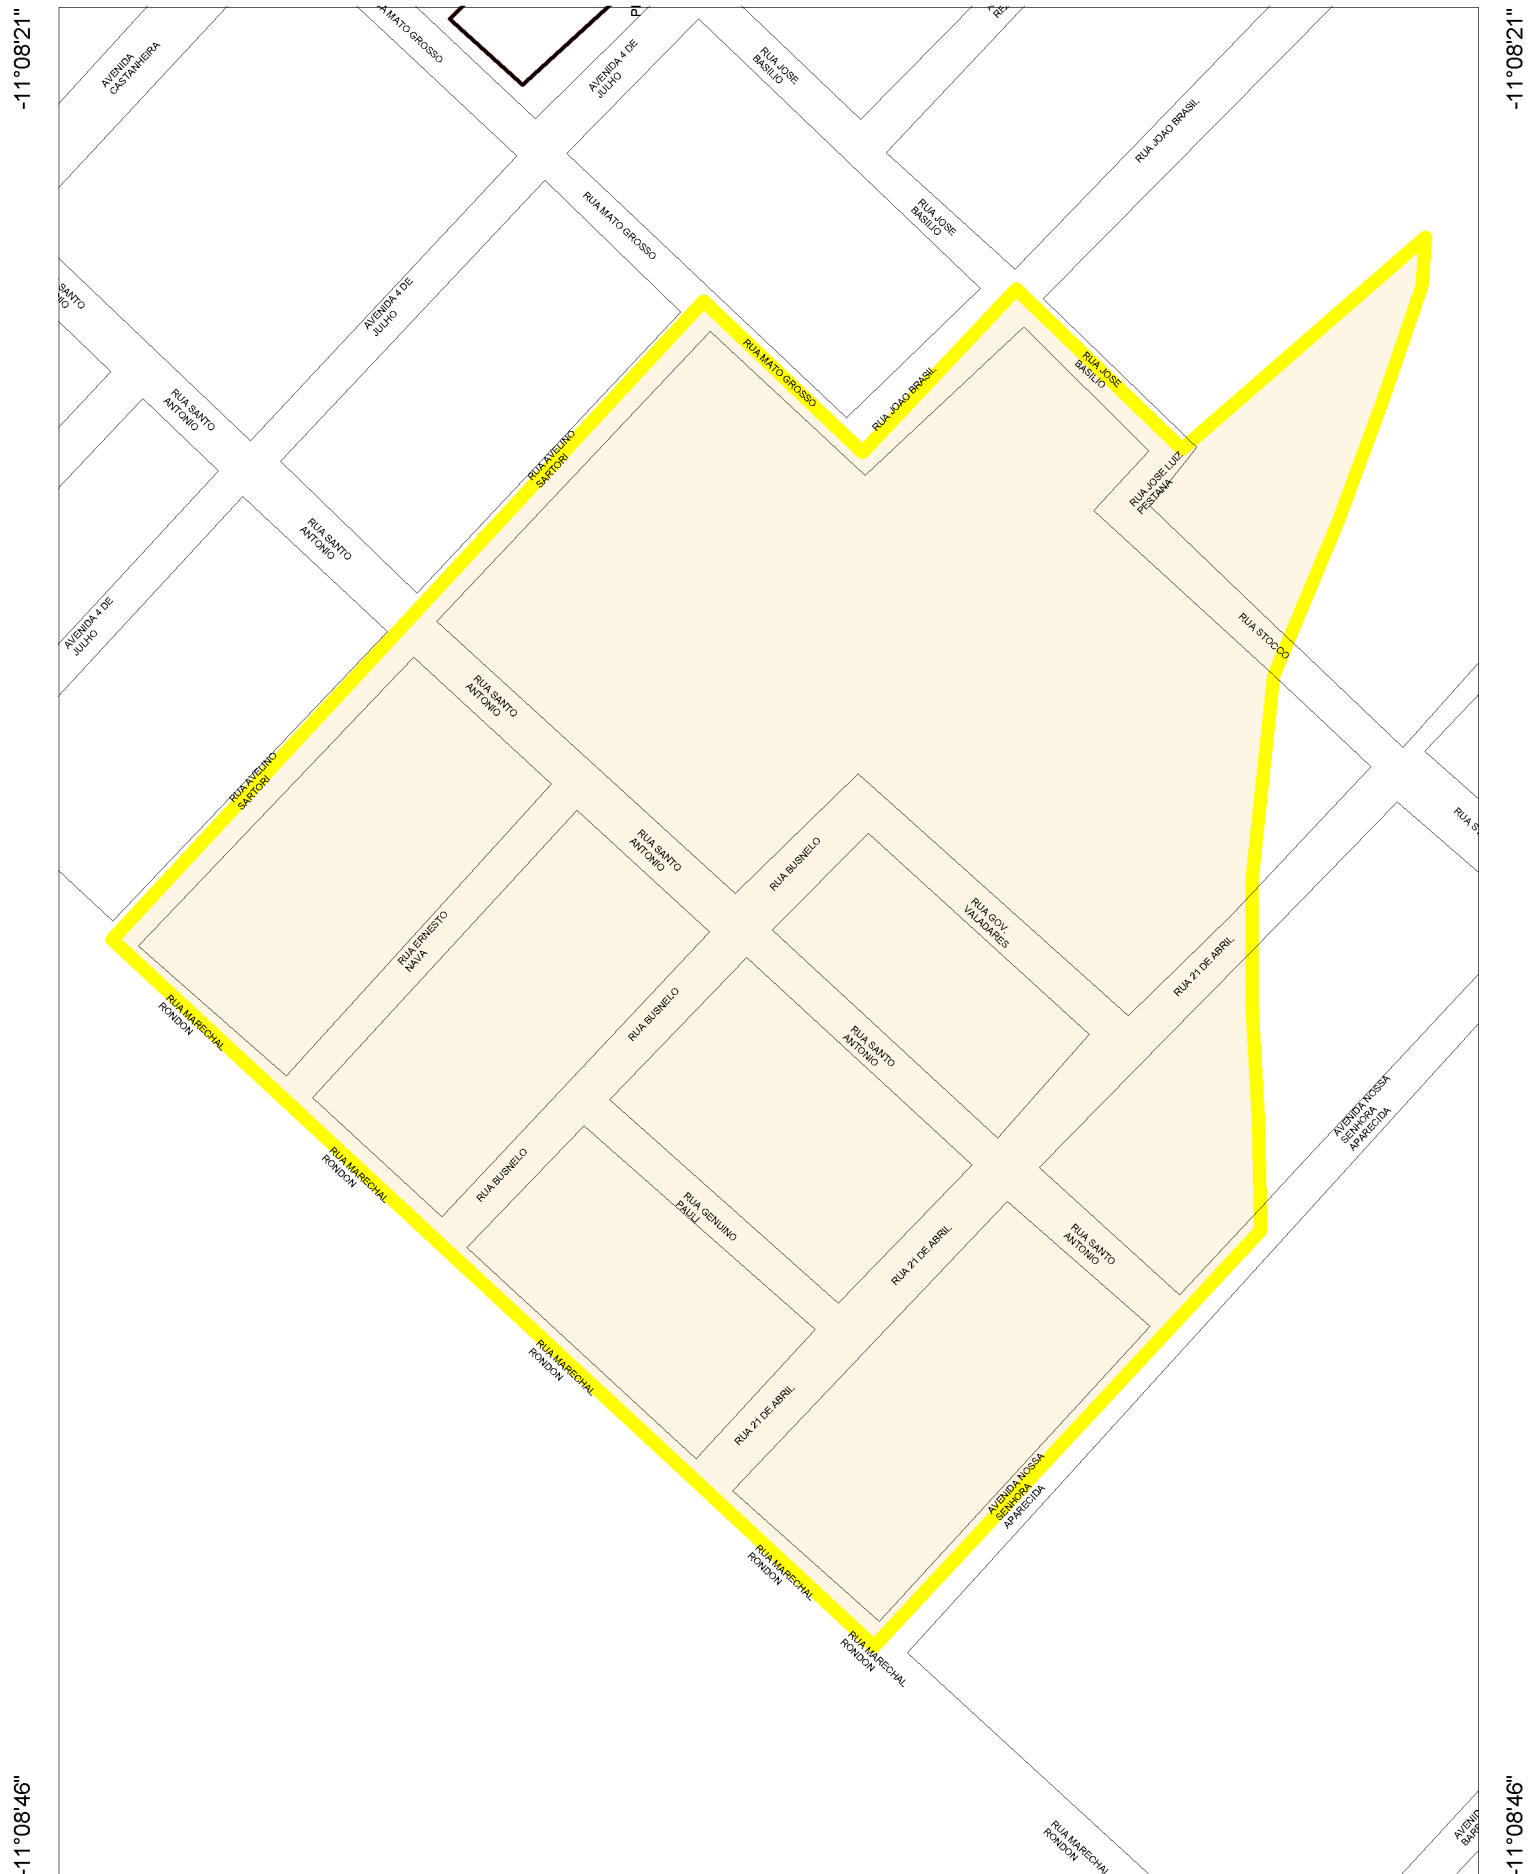 -11°08'21"
-11°08'21"
AVENIDA
CASTANHEIRA
MATO GROSSO
AVENIDA 4 DE
JULHO
RUA JOSE
BASILIO
RUA JOAO BRASIL
RUA MATO GROSSO
RUA JOSE
BASILIO
SANTO
AVENIDA 4 DE
JULHO
RUA MATO GROSSO
RUA JOAO BRASIL
RUA JOSE
BASILIO
RUA SANTO
ANTONIO
RUA AVELINO
SARTORI
RUA JOSE LUIZ
PESTANA
RUA SANTO
ANTONIO
AVENIDA 4 DE
JULHO
RUA STOCCO
RUA SANTO
ANTONIO
RUA AVELINO
SARTORI
RUA SANTO
ANTONIO
RUA BUSNELO
RUA GOV.
VALADARES
RUA ERNESTO
NAVA
RUA 21 DE ABRIL
RUA MARECHAL
RONDON
RUA BUSNELO
RUA SANTO
ANTONIO
AVENIDA NOSSA
SENHORA
APARECIDA
RUA MARECHAL
RONDON
RUA BUSNELO
RUA GENUINO
PAULI
RUA 21 DE ABRIL
RUA SANTO
ANTONIO
RUA MARECHAL
RONDON
RUA 21 DE ABRIL
AVENIDA NOSSA
SENHORA
APARECIDA
RUA MARECHAL
RONDON
RUA MARECHAL
RONDON
RUA MARECHAL
RONDON
-11°08'46"
-11°08'46"